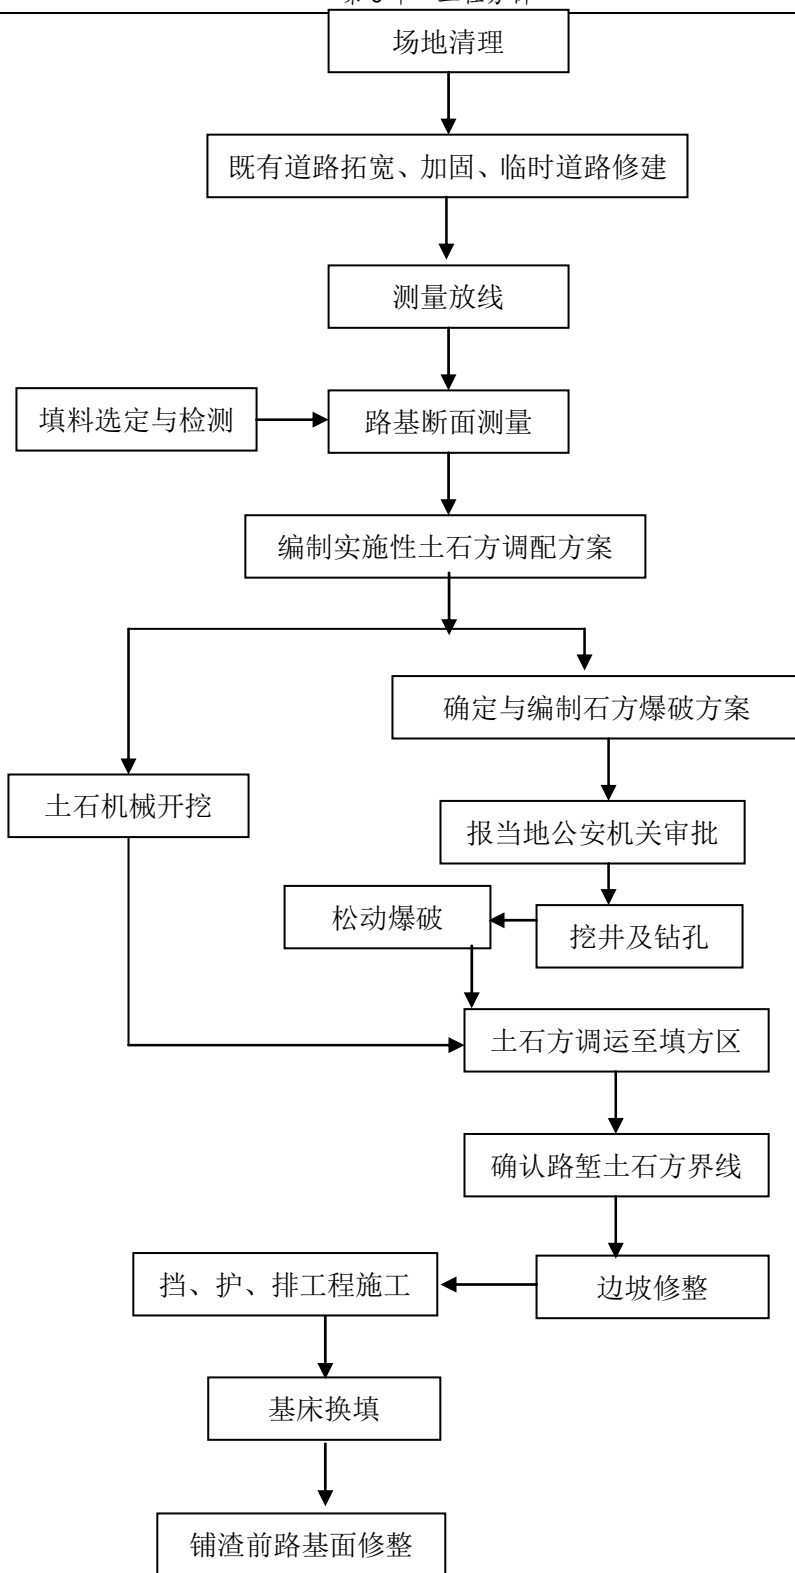 场地清理
既有道路拓宽、加固、临时道路修建
测量放线
填料选定与检测
路基断面测量
编制实施性土石方调配方案
确定与编制石方爆破方案
土石机械开挖
报当地公安机关审批
松动爆破
挖井及钻孔
土石方调运至填方区
确认路堑土石方界线
挡、护、排工程施工
边坡修整
基床换填
铺渣前路基面修整